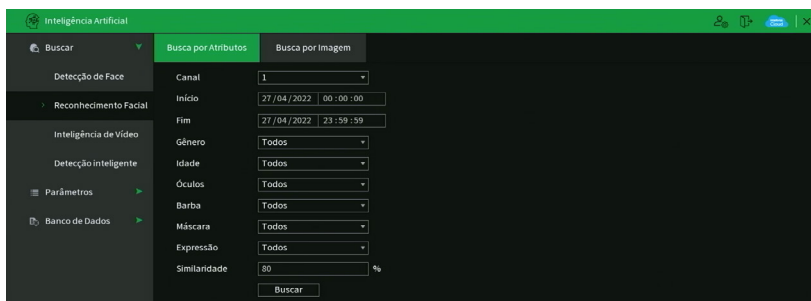 Inteligência Artificial
Buscar
Detecção de Face
Reconhecimento Facial
Inteligência de Vídeo
Detecção inteligente
Parâmetros
Banco de Dados
Busca por Atributos Busca por Imagem
Canal 1
Início 27/04/2022 00:00:00
Fim 27/04/2022 23:59:59
Gênero Todos
Idade Todos
Óculos Todos
Barba Todos
Máscara Todos
Expressão Todos
Similaridade 80 %
Buscar